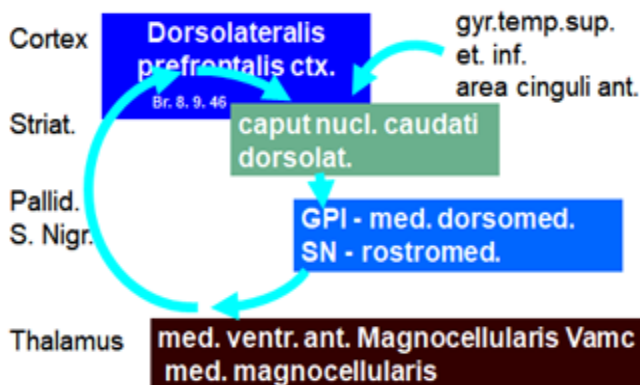 Cortex
Dorsolateralis
prefrontalis ctx.
Br. 8. 9. 46
gyr.temp.sup.
et. inf.
area cinguli ant.
Striat.
caput nucl. caudati
dorsolat.
Pallid.
S. Nigr.
GPI - med. dorsomed.
SN - rostromed.
Thalamus
med. ventr. ant. Magnocellularis Vamc
med. magnocellularis